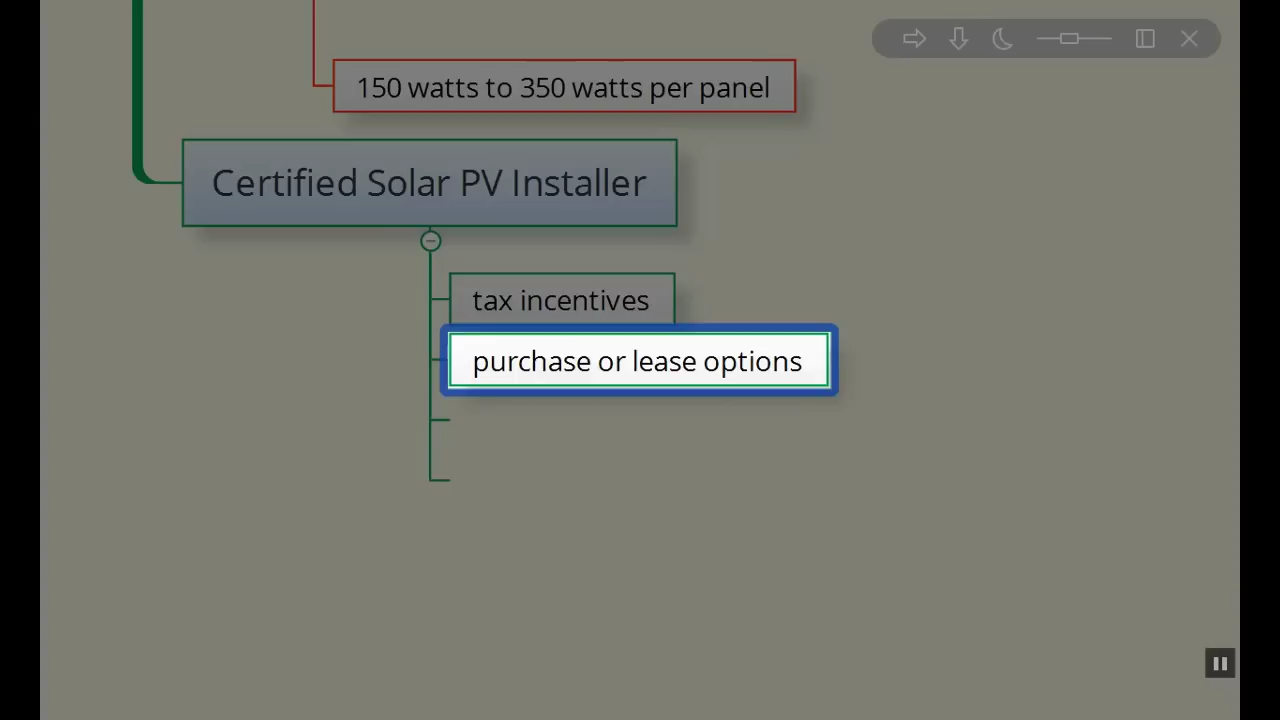 150 watts to 350 watts per panel
Certified Solar PV Installer
tax incentives
purchase or lease options